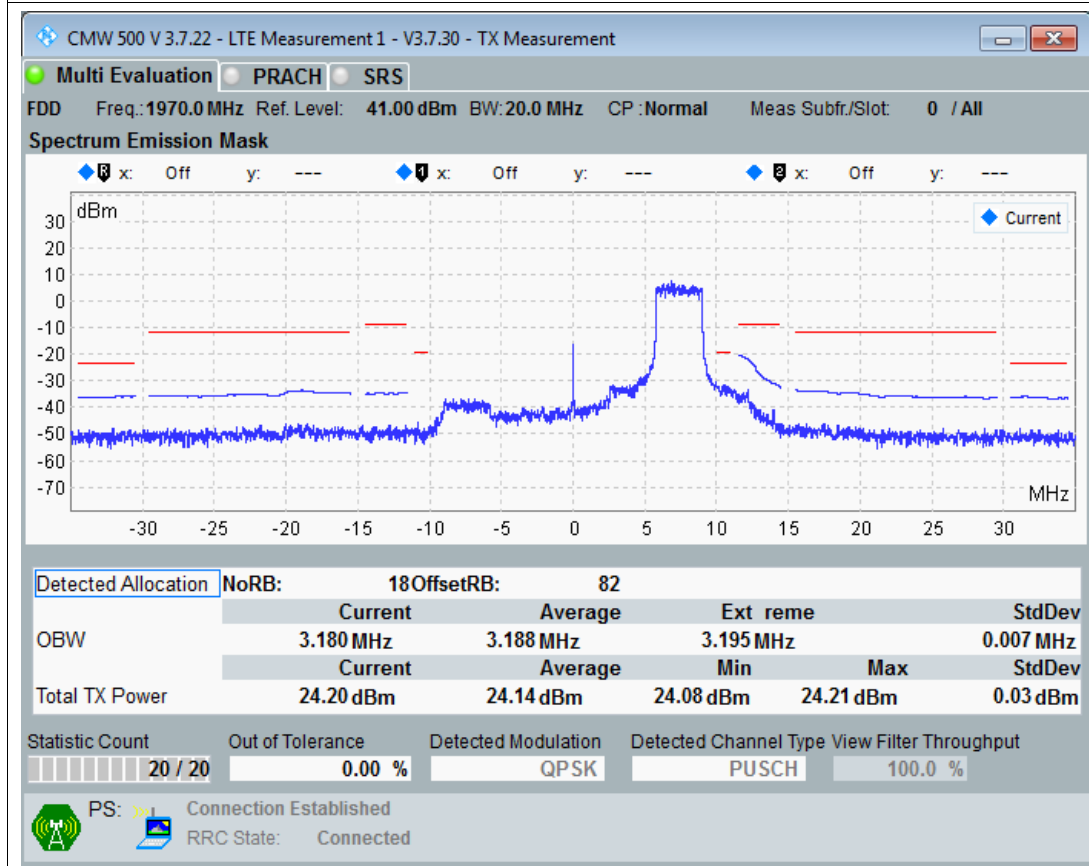 CMW 500 V 3.7.22 - LTE Measurement 1 - V3.7.30 - TX Measurement
Multi Evaluation PRACH SRS
FDD Freq.: 1970.0 MHz Ref. Level: 41.00 dBm BW: 20.0 MHz CP : Normal Meas Subfr./Slot: 0 / All
Spectrum Emission Mask
R x: Off y: --- 1 x: Off y: --- 2 x: Off y: ---
dBm
Current
30
20
10
0
-10
-20
-30
-40
-50
-60
-70
MHz
-30 -25 -20 -15 -10 -5 0 5 10 15 20 25 30
Detected Allocation NoRB: 18 OffsetRB: 82
Current Average Ext reme StdDev
OBW 3.180 MHz 3.188 MHz 3.195 MHz 0.007 MHz
Current Average Min Max StdDev
Total TX Power 24.20 dBm 24.14 dBm 24.08 dBm 24.21 dBm 0.03 dBm
Statistic Count Out of Tolerance Detected Modulation Detected Channel Type View Filter Throughput
20 / 20 0.00 % QPSK PUSCH 100.0 %
PS: Connection Established
RRC State: Connected